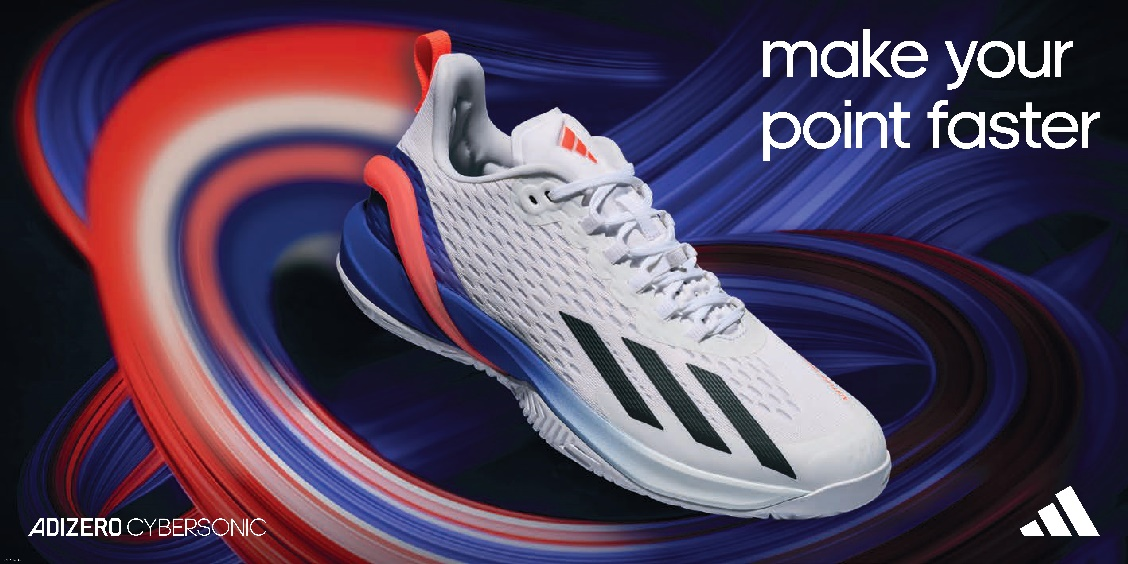 make your
point faster
ADIZERO CYBERSONIC